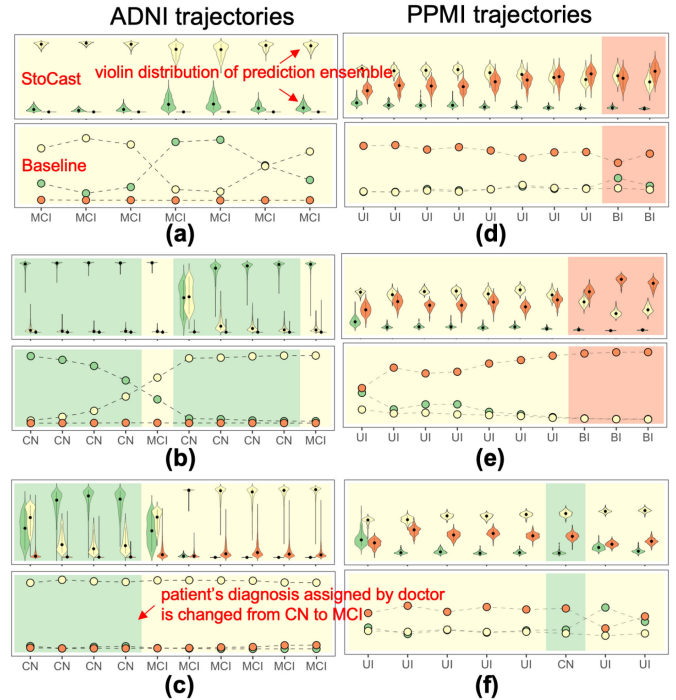 ADNI trajectories
PPMI trajectories
StoCast
violin distribution of prediction ensemble
Baseline
MCI MCI MCI MCI MCI MCI MCI
(a)
UI UI UI UI UI UI UI BI BI
(d)
CN CN CN CN MCI CN CN CN CN MCI
(b)
UI UI UI UI UI UI BI BI BI
(e)
patient's diagnosis assigned by doctor
is changed from CN to MCI
CN CN CN CN MCI MCI MCI MCI MCI MCI
(c)
UI UI UI UI UI CN UI UI
(f)